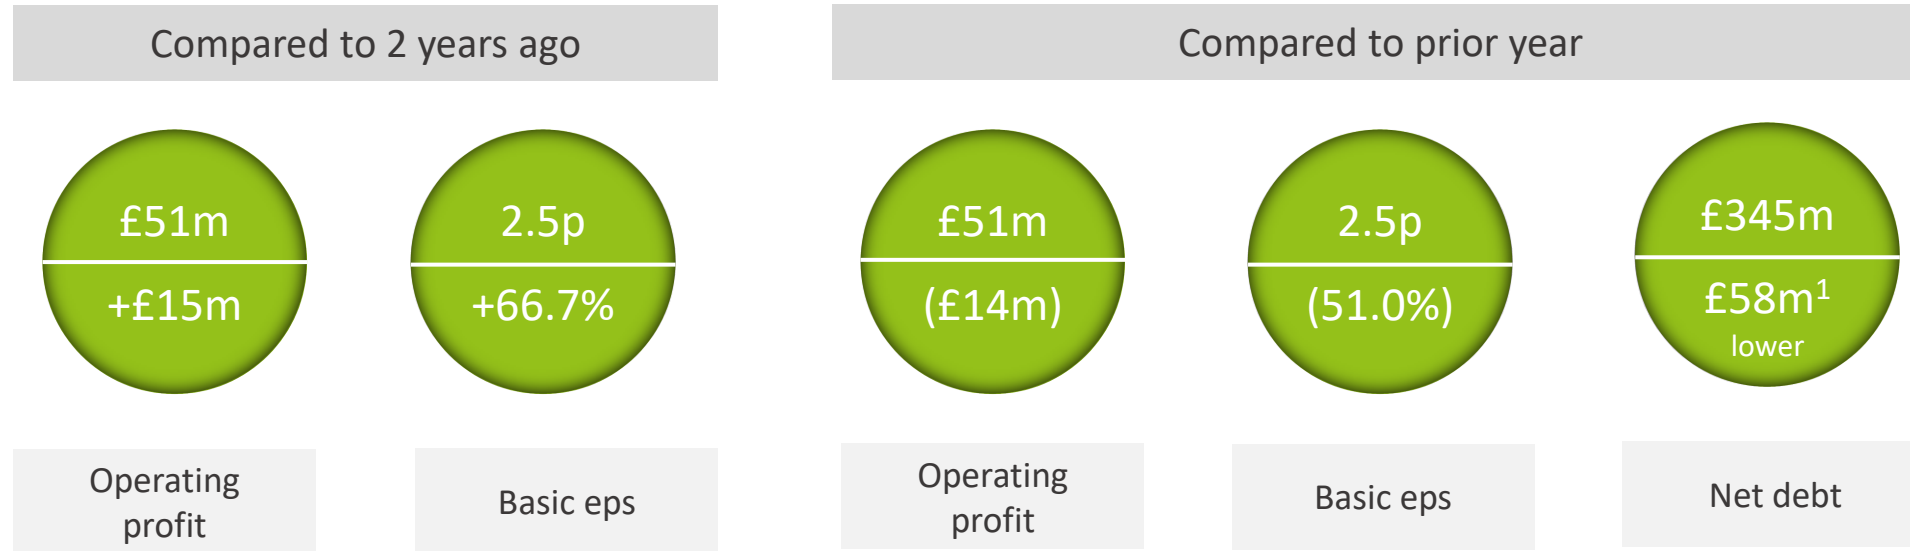 Compared to 2 years ago
£51m
+£15m
Operating
profit
2.5p
+66.7%
Basic eps
Compared to prior year
£51m
(£14m)
Operating
profit
2.5p
(51.0%)
Basic eps
£345m
£58m¹
lower
Net debt